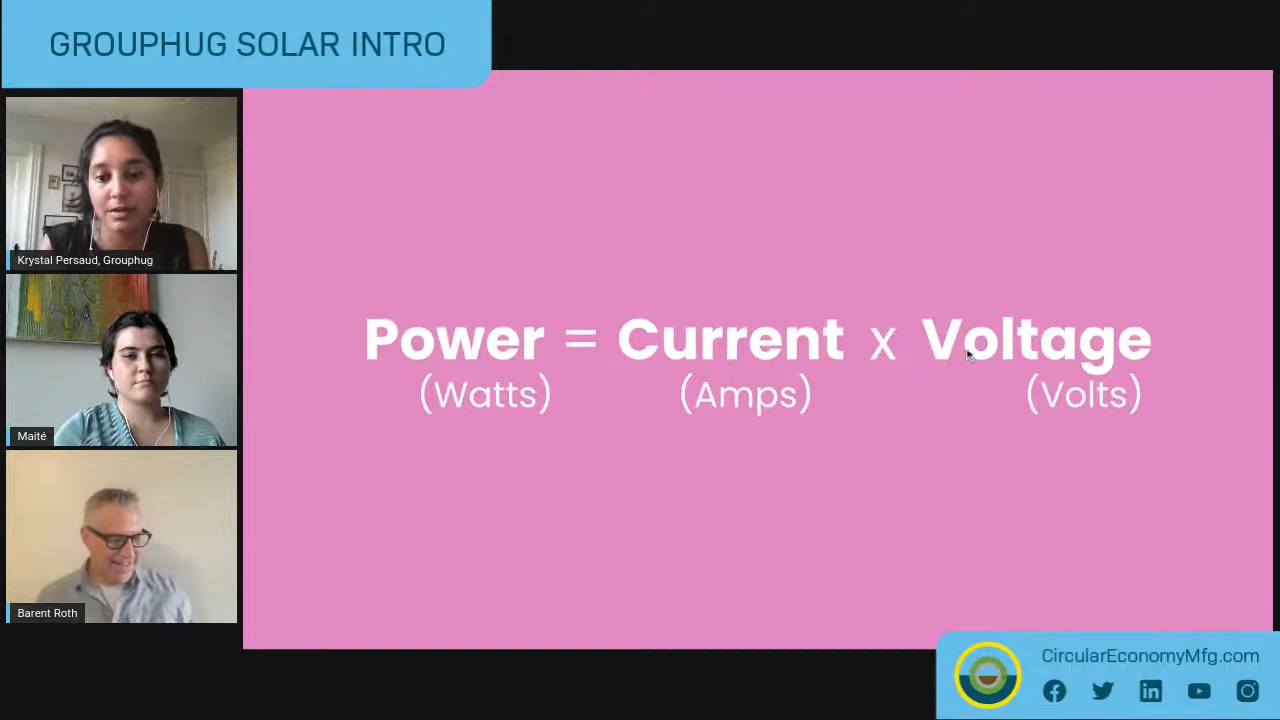 GROUPHUG SOLAR INTRO
Krystal Persaud, Grouphug
Maité
Barent Roth
Power = Current x Voltage
(Watts) (Amps) (Volts)
CircularEconomyMfg.com